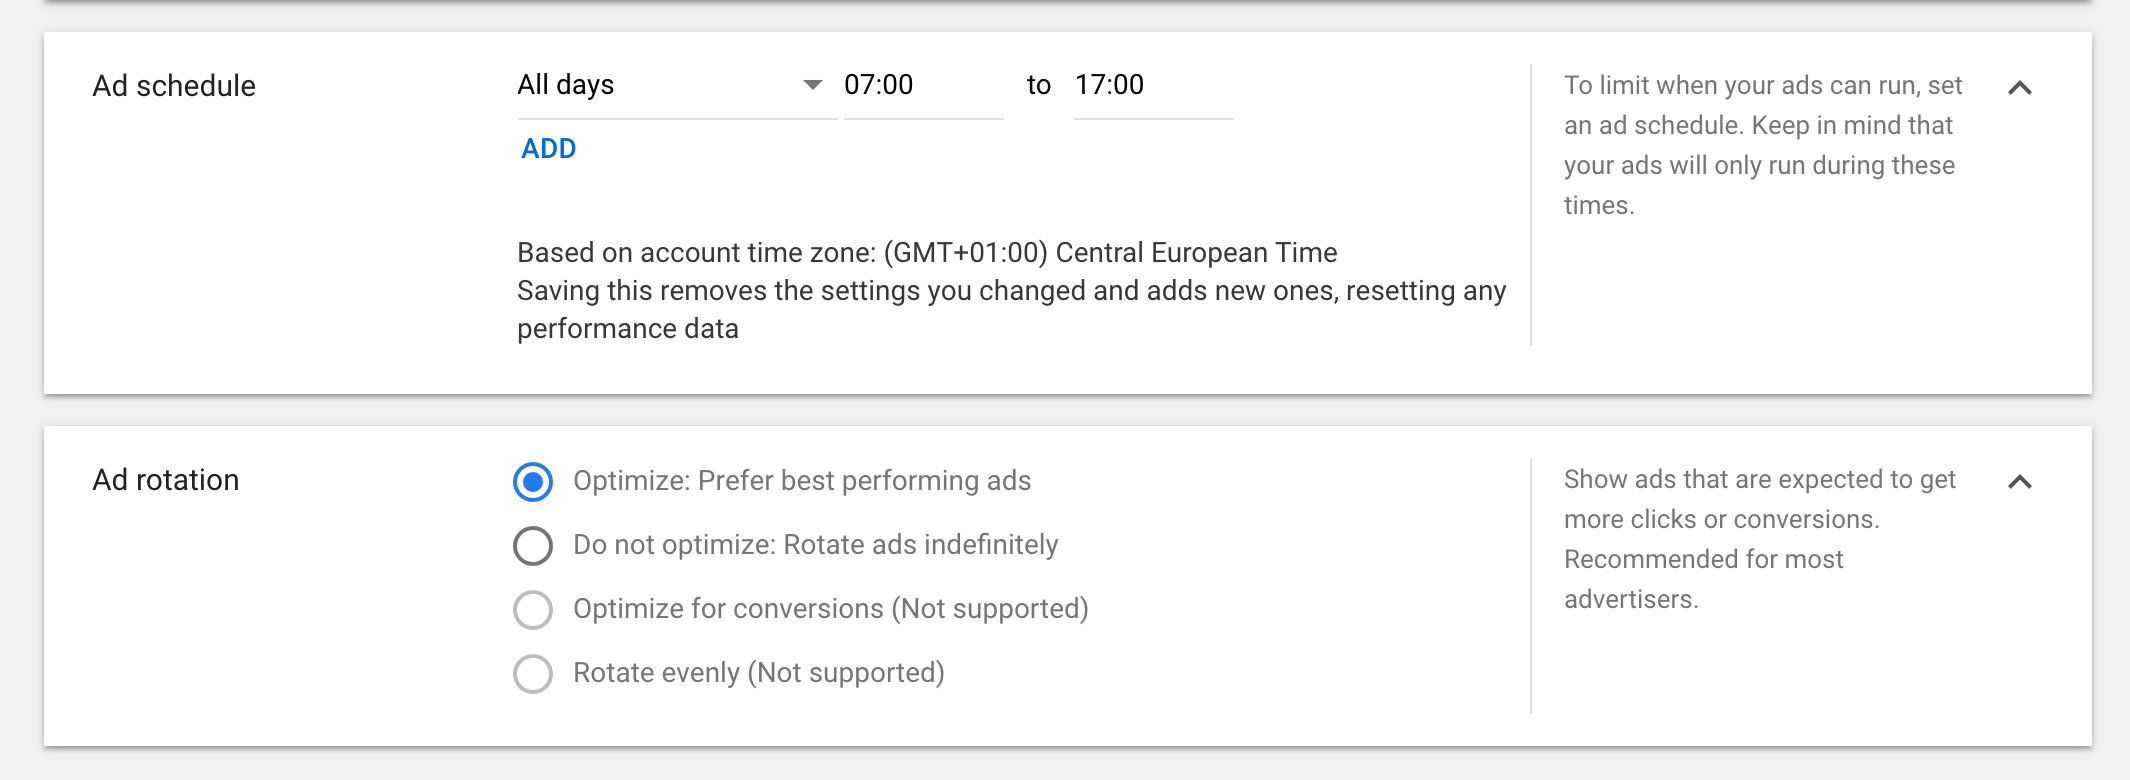 Ad schedule
All days 07:00 to 17:00
ADD
Based on account time zone: (GMT+01:00) Central European Time
Saving this removes the settings you changed and adds new ones, resetting any
performance data
To limit when your ads can run, set
an ad schedule. Keep in mind that
your ads will only run during these
times.
Ad rotation
Optimize: Prefer best performing ads
Do not optimize: Rotate ads indefinitely
Optimize for conversions (Not supported)
Rotate evenly (Not supported)
Show ads that are expected to get
more clicks or conversions.
Recommended for most
advertisers.